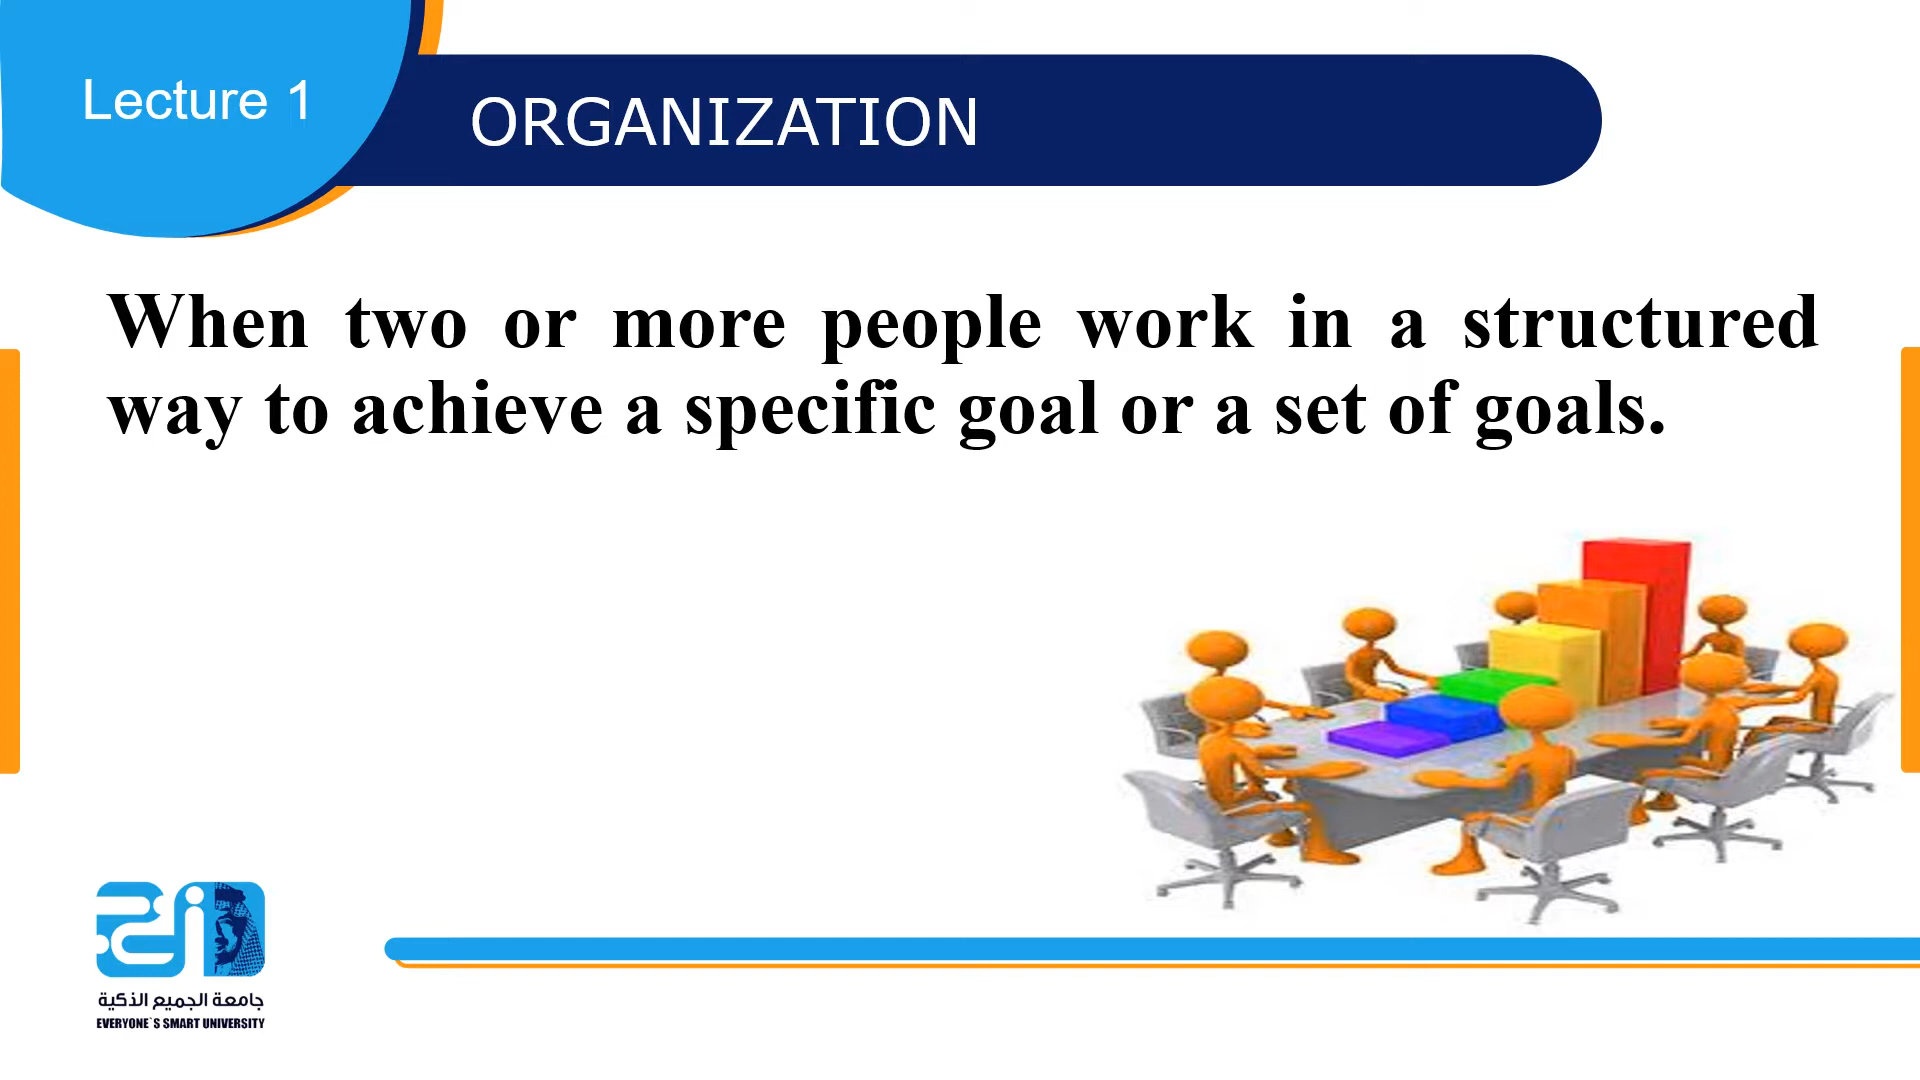 Lecture 1
ORGANIZATION
When two or more people work in a structured
way to achieve a specific goal or a set of goals.
جامعة الجميع الذكية
EVERYONE`S SMART UNIVERSITY